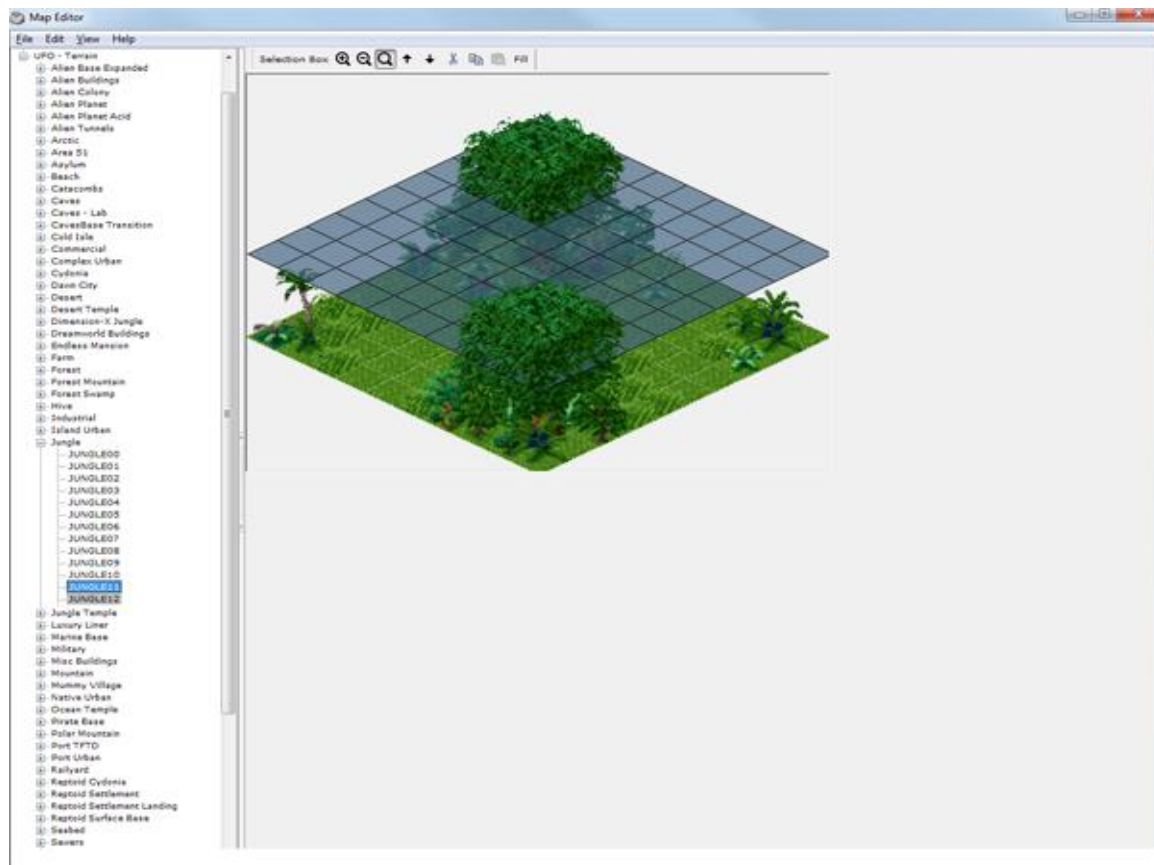 Map Editor
File Edit View Help
UFO - Terrain
Selection Box Fill
Alien Base Expanded
Alien Buildings
Alien Colony
Alien Planet
Alien Planet Acid
Alien Tunnels
Arctic
Area 51
Asylum
Beach
Catacombs
Caves
Caves - Lab
CavesBase Transition
Cold Isle
Commercial
Complex Urban
Cydonia
Dawn City
Desert
Desert Temple
Dimension-X Jungle
Dreamworld Buildings
Endless Mansion
Farm
Forest
Forest Mountain
Forest Swamp
Hive
Industrial
Island Urban
Jungle
JUNGLE00
JUNGLE01
JUNGLE02
JUNGLE03
JUNGLE04
JUNGLE05
JUNGLE06
JUNGLE07
JUNGLE08
JUNGLE09
JUNGLE10
JUNGLE11
JUNGLE12
Jungle Temple
Luxury Liner
Marine Base
Military
Misc Buildings
Mountain
Mummy Village
Native Urban
Ocean Temple
Pirate Base
Polar Mountain
Port TFTD
Port Urban
Railyard
Reptoid Cydonia
Reptoid Settlement
Reptoid Settlement Landing
Reptoid Surface Base
Seabed
Sewers